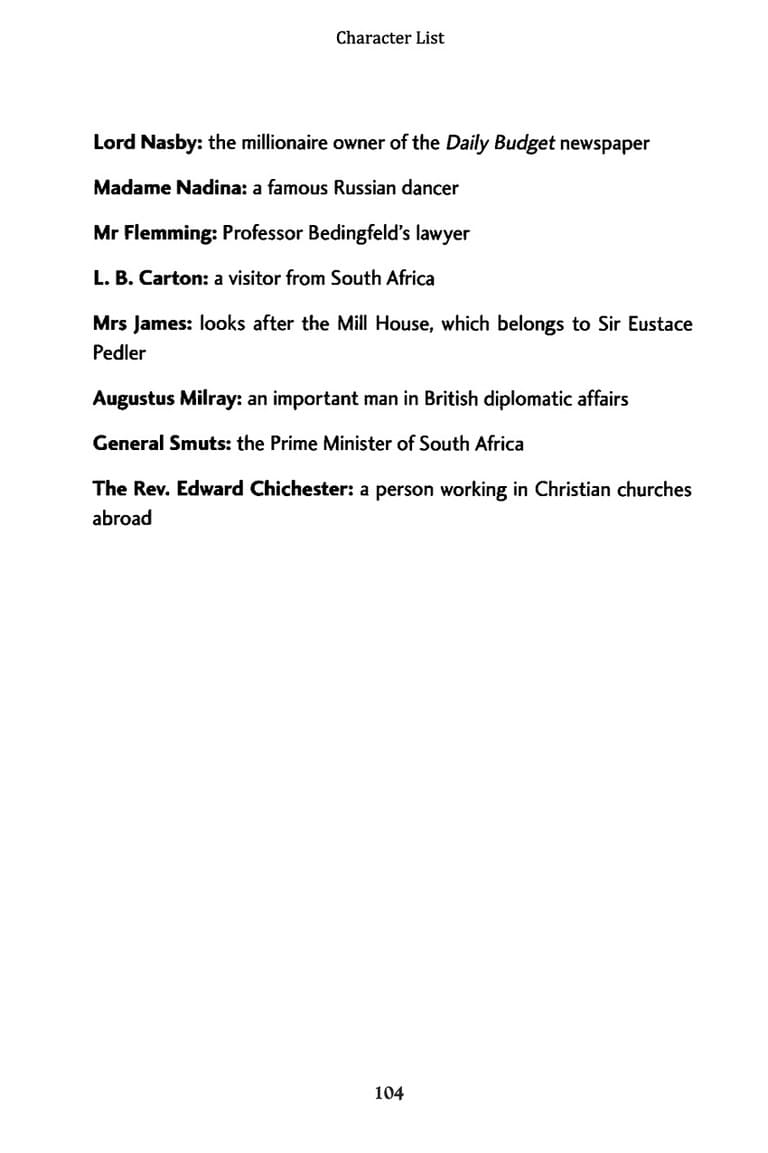 Character List
Lord Nasby: the millionaire owner of the Daily Budget newspaper
Madame Nadina: a famous Russian dancer
Mr Flemming: Professor Bedingfeld's lawyer
L. B. Carton: a visitor from South Africa
Mrs James: looks after the Mill House, which belongs to Sir Eustace
Pedler
Augustus Milray: an important man in British diplomatic affairs
General Smuts: the Prime Minister of South Africa
The Rev. Edward Chichester: a person working in Christian churches
abroad
104